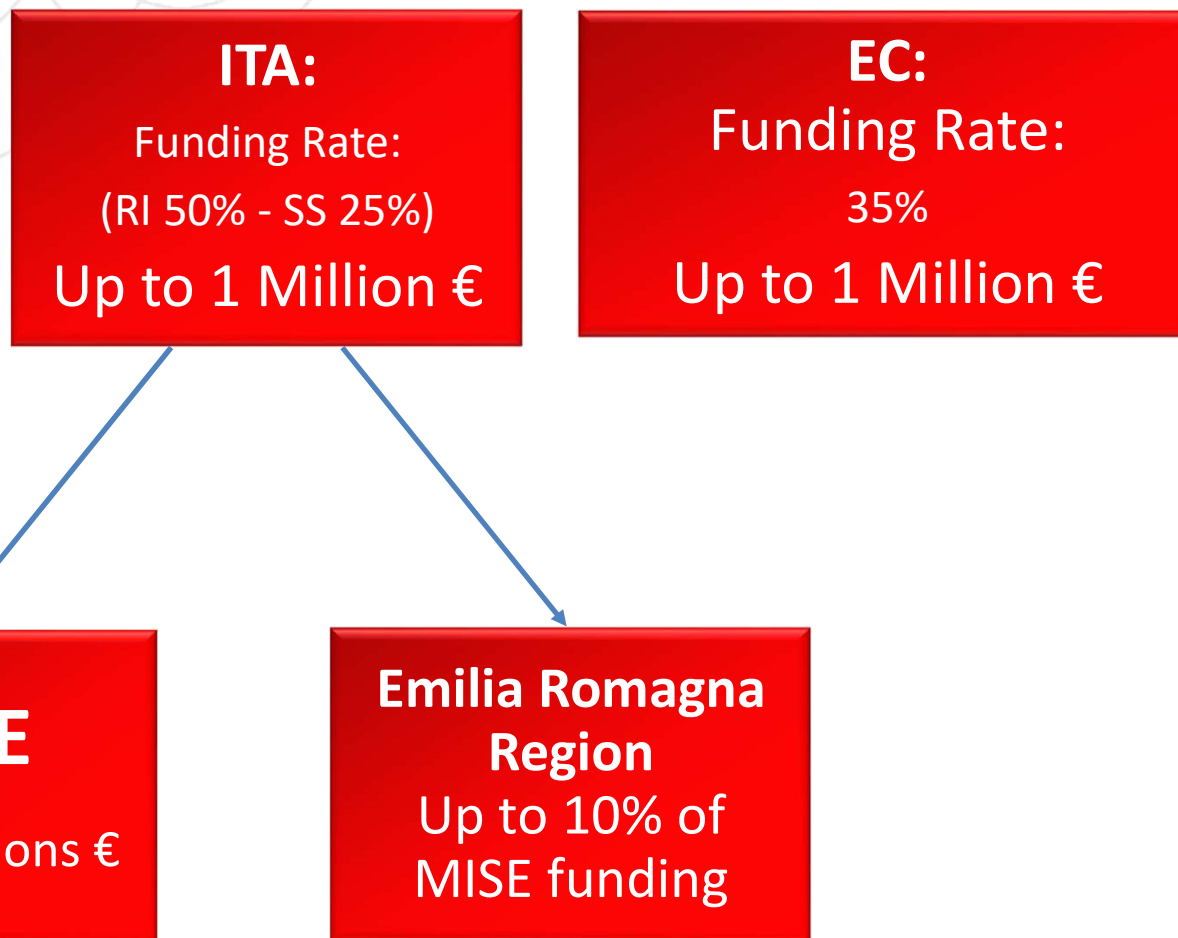 ITA:
Funding Rate:
(RI 50% - SS 25%)
Up to 1 Million €
EC:
Funding Rate:
35%
Up to 1 Million €
E
ons €
Emilia Romagna
Region
Up to 10% of
MISE funding